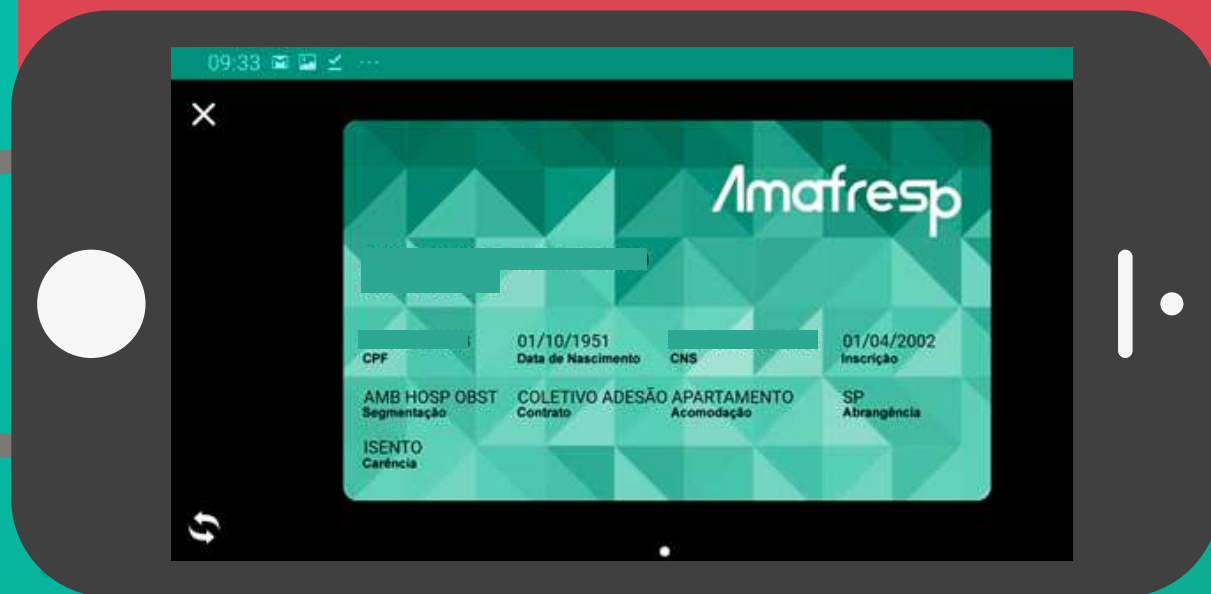 09:33
Amafresp
01/10/1951 01/04/2002
CPF Data de Nascimento CNS Inscrição
AMB HOSP OBST COLETIVO ADESÃO APARTAMENTO SP
Segmentação Contrato Acomodação Abrangência
ISENTO
Carência